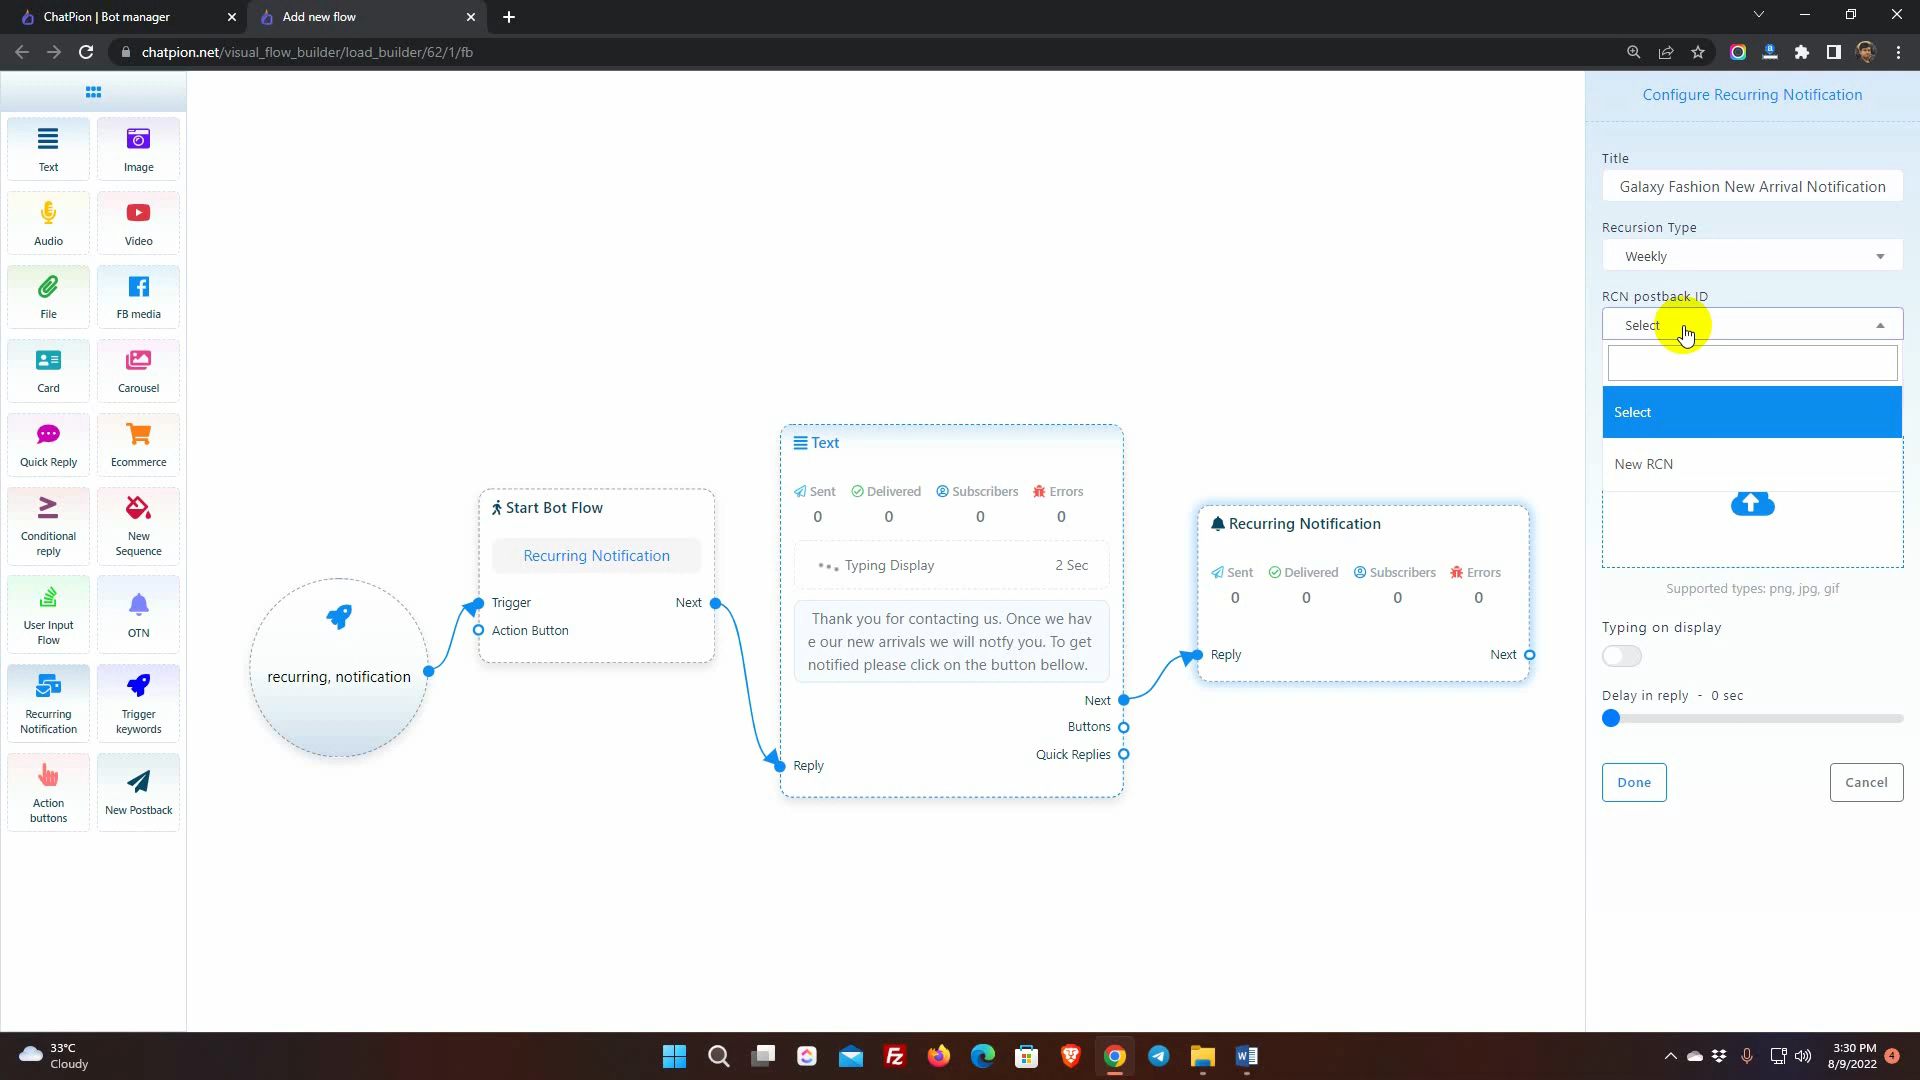 ChatPion | Bot manager
Add new flow
chatpion.net/visual_flow_builder/load_builder/62/1/fb
Text
Image
Audio
Video
File
FB media
Card
Carousel
Quick Reply
Ecommerce
Conditional
reply
New
Sequence
User Input
Flow
OTN
Recurring
Notification
Trigger
keywords
Action
buttons
New Postback
recurring, notification
Start Bot Flow
Recurring Notification
Trigger
Next
Action Button
Text
Sent Delivered Subscribers Errors
0 0 0 0
Typing Display 2 Sec
Thank you for contacting us. Once we hav
e our new arrivals we will notfy you. To get
notified please click on the button bellow.
Next
Buttons
Quick Replies
Reply
Recurring Notification
Sent Delivered Subscribers Errors
0 0 0 0
Reply
Next
Configure Recurring Notification
Title
Galaxy Fashion New Arrival Notification
Recursion Type
Weekly
RCN postback ID
Select
Select
New RCN
Supported types: png, jpg, gif
Typing on display
Delay in reply - 0 sec
Done
Cancel
33°C
Cloudy
3:30 PM
8/9/2022
4